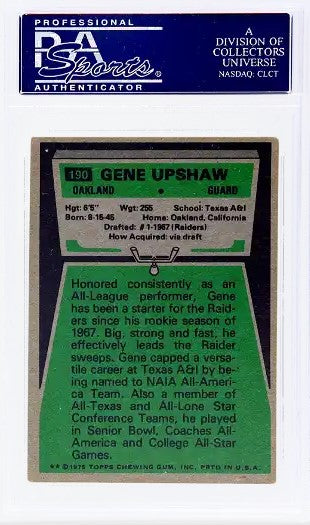 PROFESSIONAL
PSA
Sports
AUTHENTICATOR
A
DIVISION OF
COLLECTORS
UNIVERSE
NASDAQ: CLCT
190 GENE UPSHAW
OAKLAND • GUARD
Hgt: 6'5" Wgt: 255 School: Texas A&I
Born: 8-15-45 Home: Oakland, California
Drafted: #1-1967 (Raiders)
How Acquired: via draft
Honored consistently as an
All-League performer, Gene
has been a starter for the Raid-
ers since his rookie season of
1967. Big, strong and fast, he
effectively leads the Raider
sweeps. Gene capped a versa-
tile career at Texas A&I by be-
ing named to NAIA All-Ameri-
ca Team. Also a member of
All-Texas and All-Lone Star
Conference Teams, he played
in Senior Bowl, Coaches All-
America and College All-Star
Games.
** © 1975 TOPPS CHEWING GUM, INC. PRTD IN U.S.A.